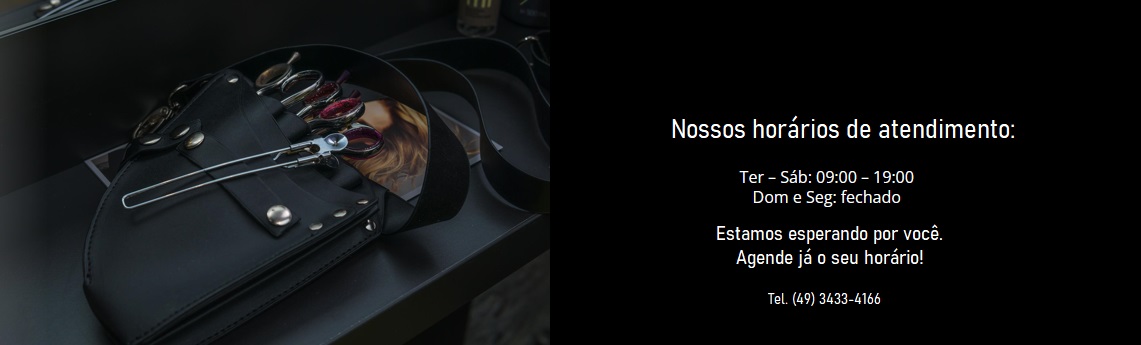 Nossos horários de atendimento:
Ter – Sáb: 09:00 – 19:00
Dom e Seg: fechado
Estamos esperando por você.
Agende já o seu horário!
Tel. (49) 3433-4166